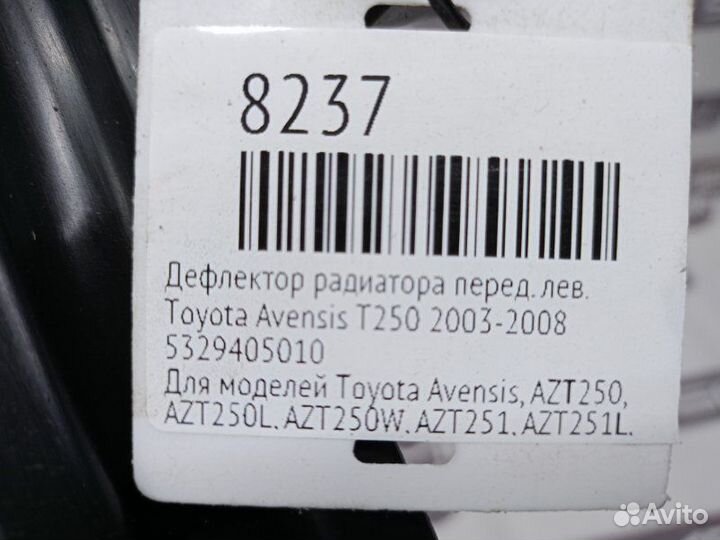 8237
Дефлектор радиатора перед. лев.
Toyota Avensis T250 2003-2008
5329405010
Для моделей Toyota Avensis, AZT250,
AZT250L, AZT250W, AZT251, AZT251L,
Avito